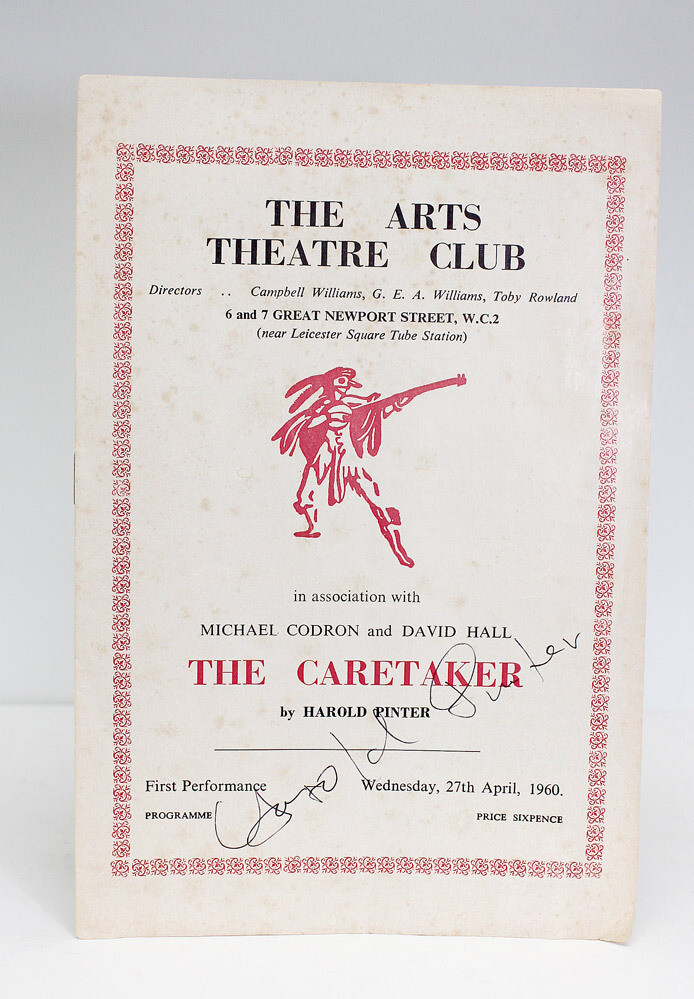 THE ARTS
THEATRE CLUB
Directors .. Campbell Williams, G. E. A. Williams, Toby Rowland
6 and 7 GREAT NEWPORT STREET, W.C.2
(near Leicester Square Tube Station)
in association with
MICHAEL CODRON and DAVID HALL
THE CARETAKER
by HAROLD PINTER
First Performance Wednesday, 27th April, 1960.
PROGRAMME PRICE SIXPENCE
Harold Pinter